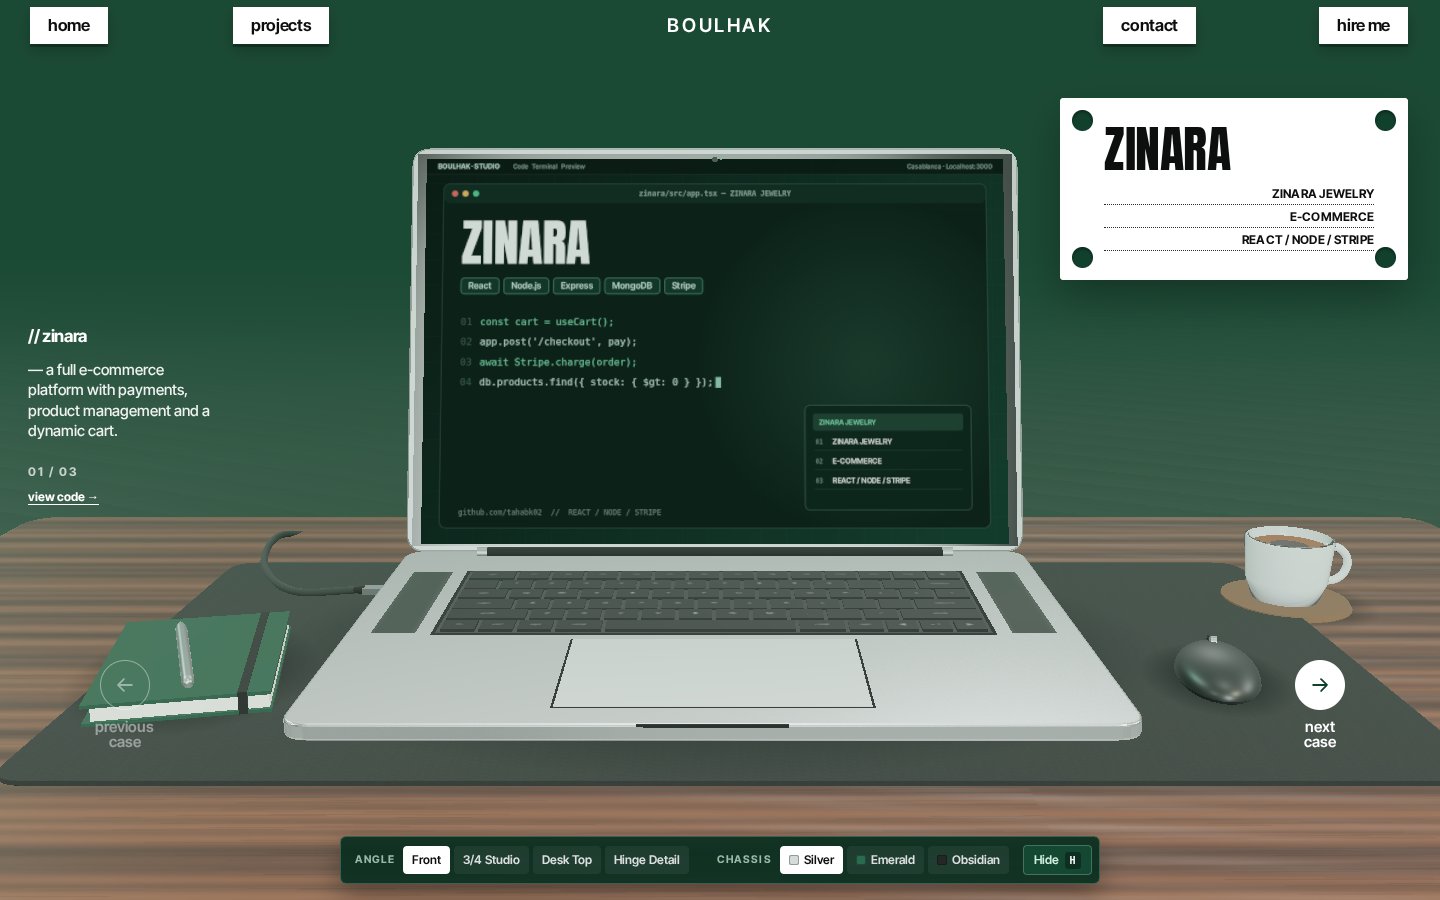 home
projects
BOULHAK
contact
hire me
ZINARA
ZINARA JEWELRY
E-COMMERCE
REACT / NODE / STRIPE
BOULHAK-STUDIO Code Terminal Preview
Casablanca · Localhost:3000
zinara/src/app.tsx — ZINARA JEWELRY
ZINARA
React Node.js Express MongoDB Stripe
01 const cart = useCart();
02 app.post('/checkout', pay);
03 await Stripe.charge(order);
04 db.products.find({ stock: { $gt: 0 } });
ZINARA JEWELRY
01 ZINARA JEWELRY
02 E-COMMERCE
03 REACT / NODE / STRIPE
github.com/tahabk02 // REACT / NODE / STRIPE
// zinara
— a full e-commerce
platform with payments,
product management and a
dynamic cart.
01 / 03
view code →
←
previous
case
→
next
case
ANGLE Front 3/4 Studio Desk Top Hinge Detail CHASSIS Silver Emerald Obsidian Hide H